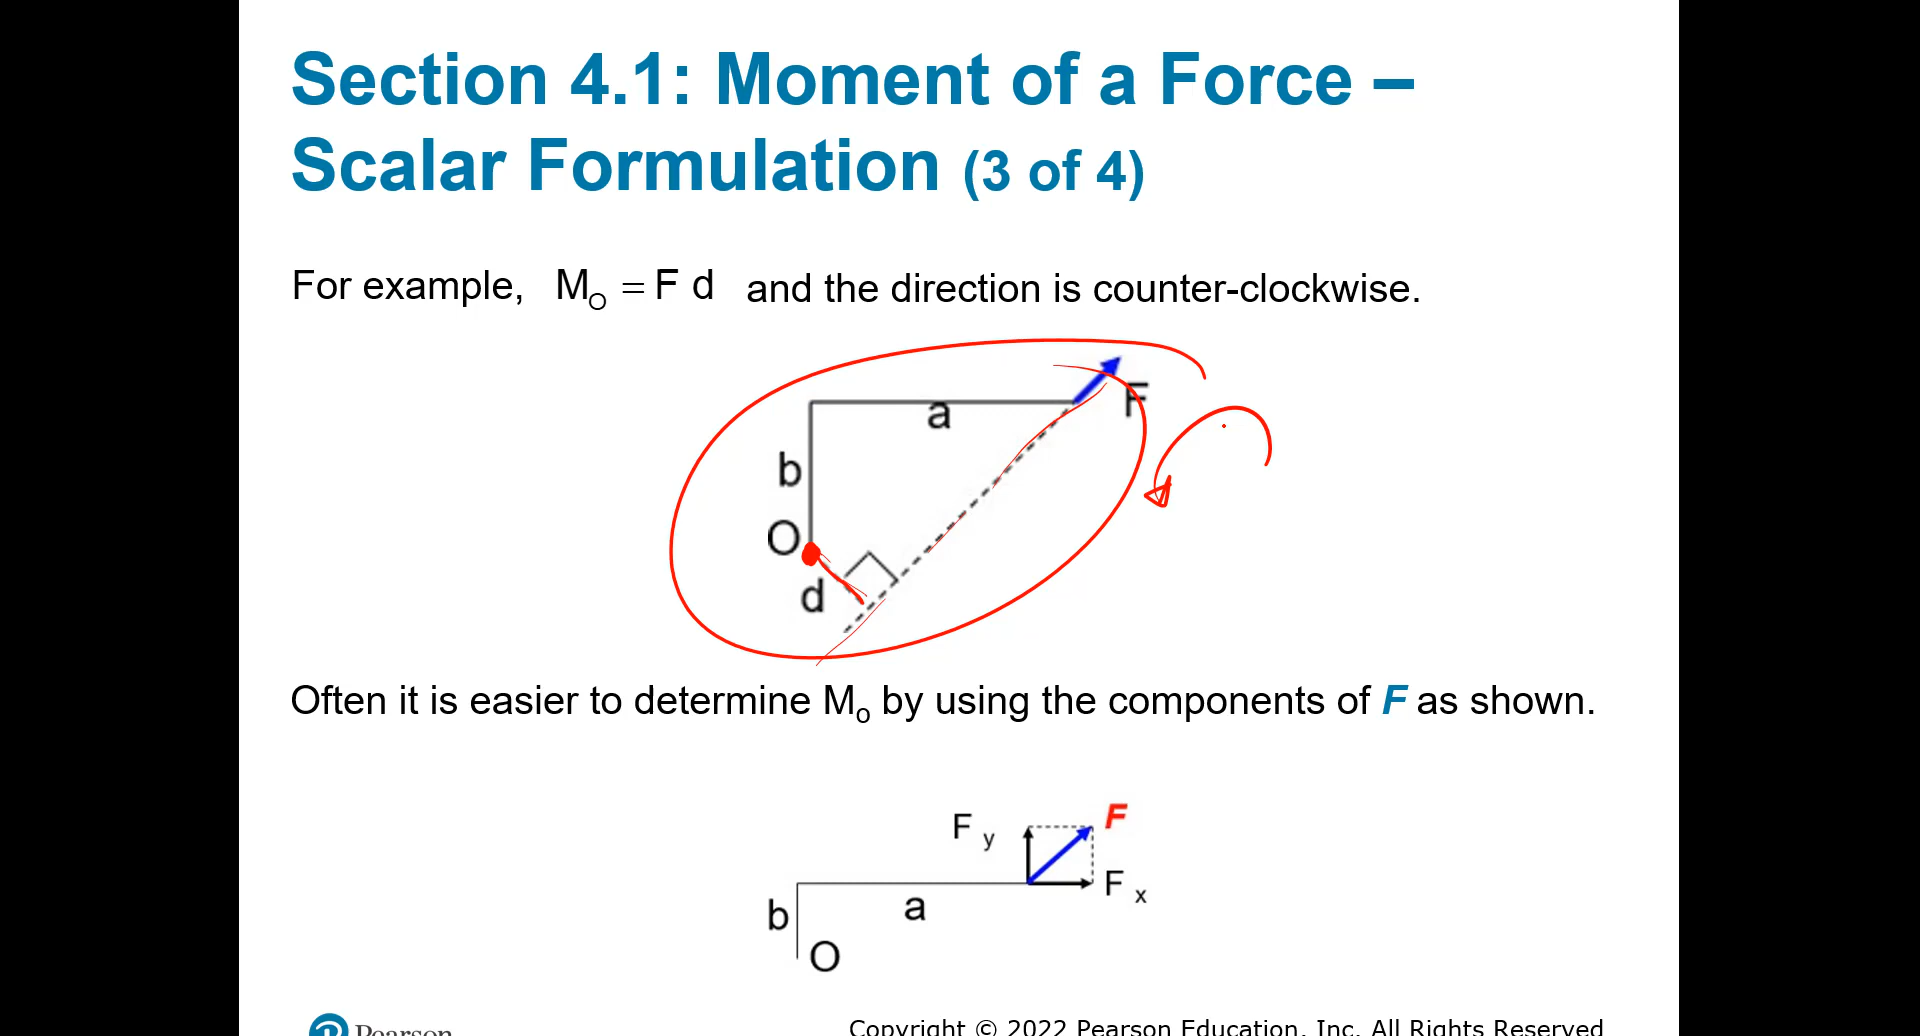 Section 4.1: Moment of a Force –
Scalar Formulation (3 of 4)
For example, M_O = F d and the direction is counter-clockwise.
F
a
b
O
d
Often it is easier to determine M_o by using the components of F as shown.
F
F_y
F_x
b
a
O
Pearson
Copyright © 2022 Pearson Education, Inc. All Rights Reserved